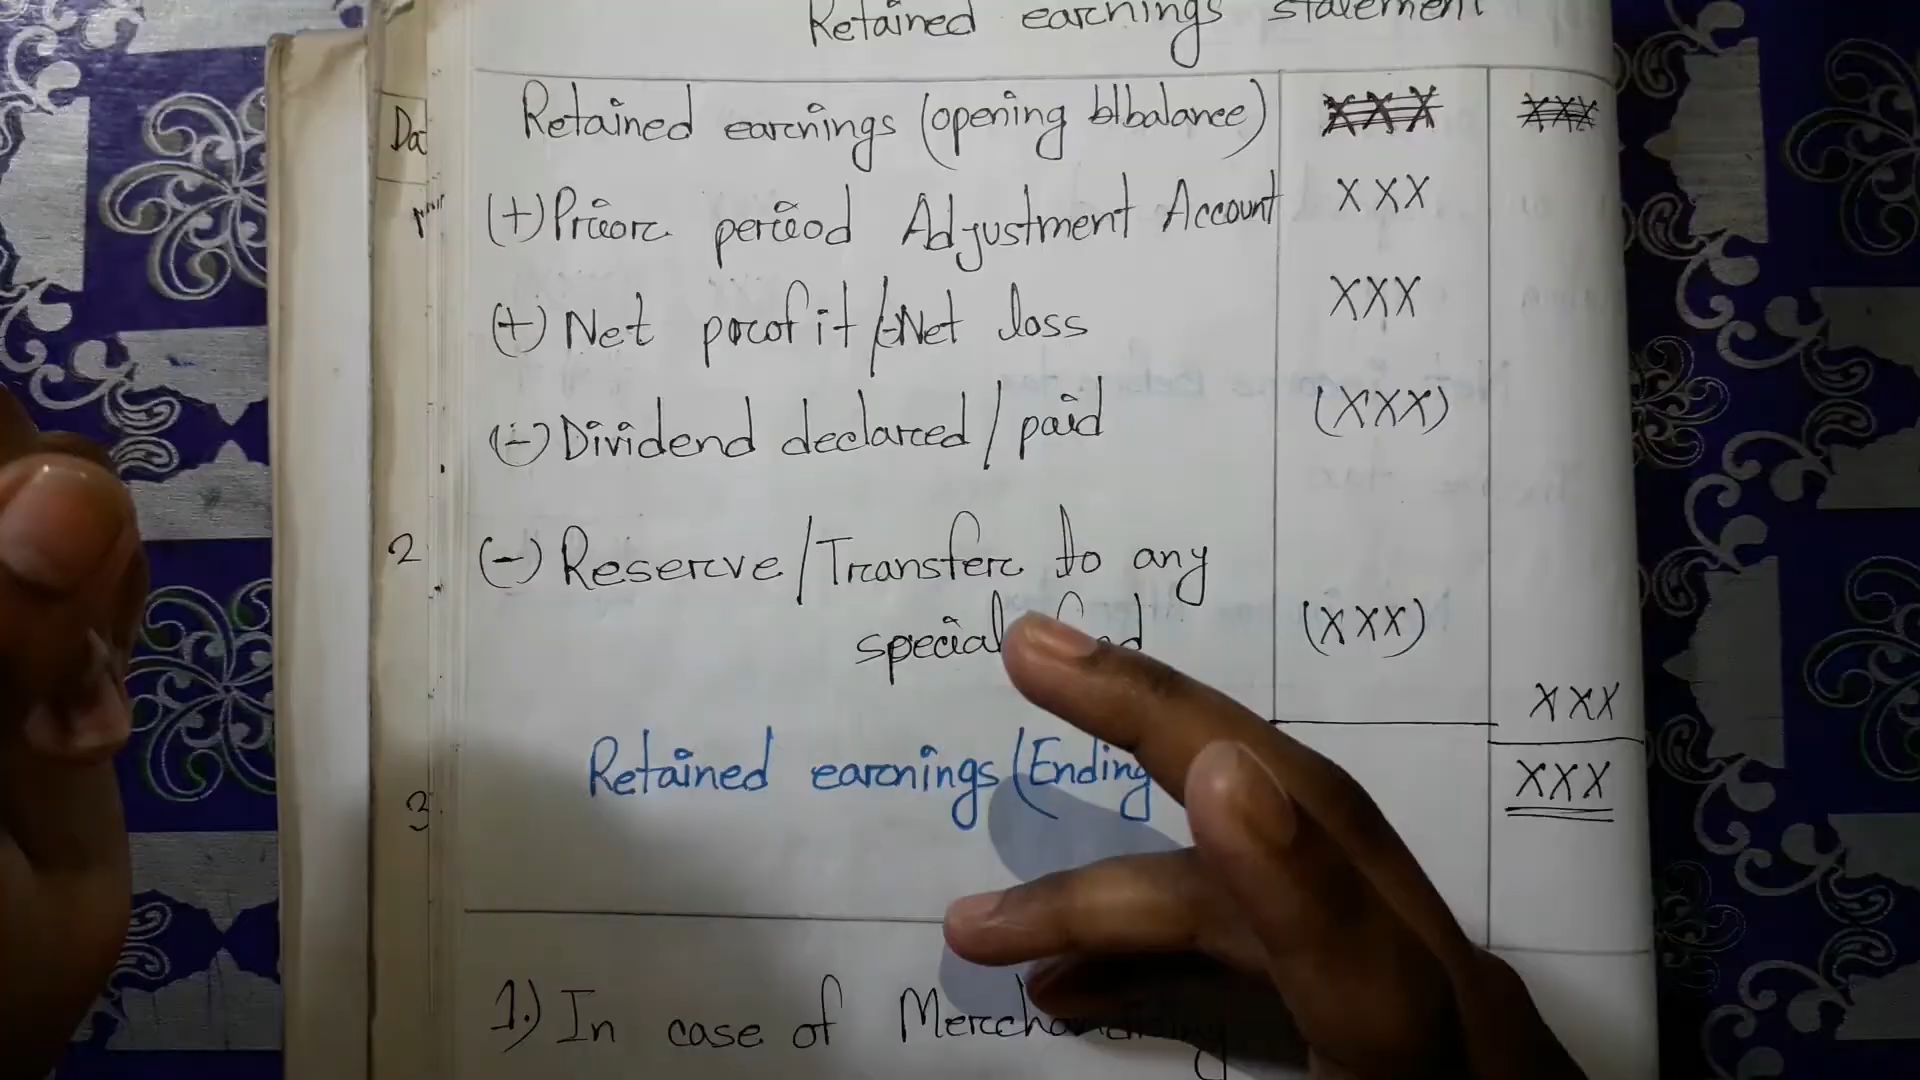 Retained earnings statement
Retained earnings (opening blbalance)
(+) Prior period Adjustment Account XXX
(+) Net profit/(-)Net loss XXX
(-) Dividend declared/paid (XXX)
(-) Reserve/Transfer to any
special (XXX)
XXX
Retained earnings (Ending XXX
1.) In case of Merchandising
Da
2
3